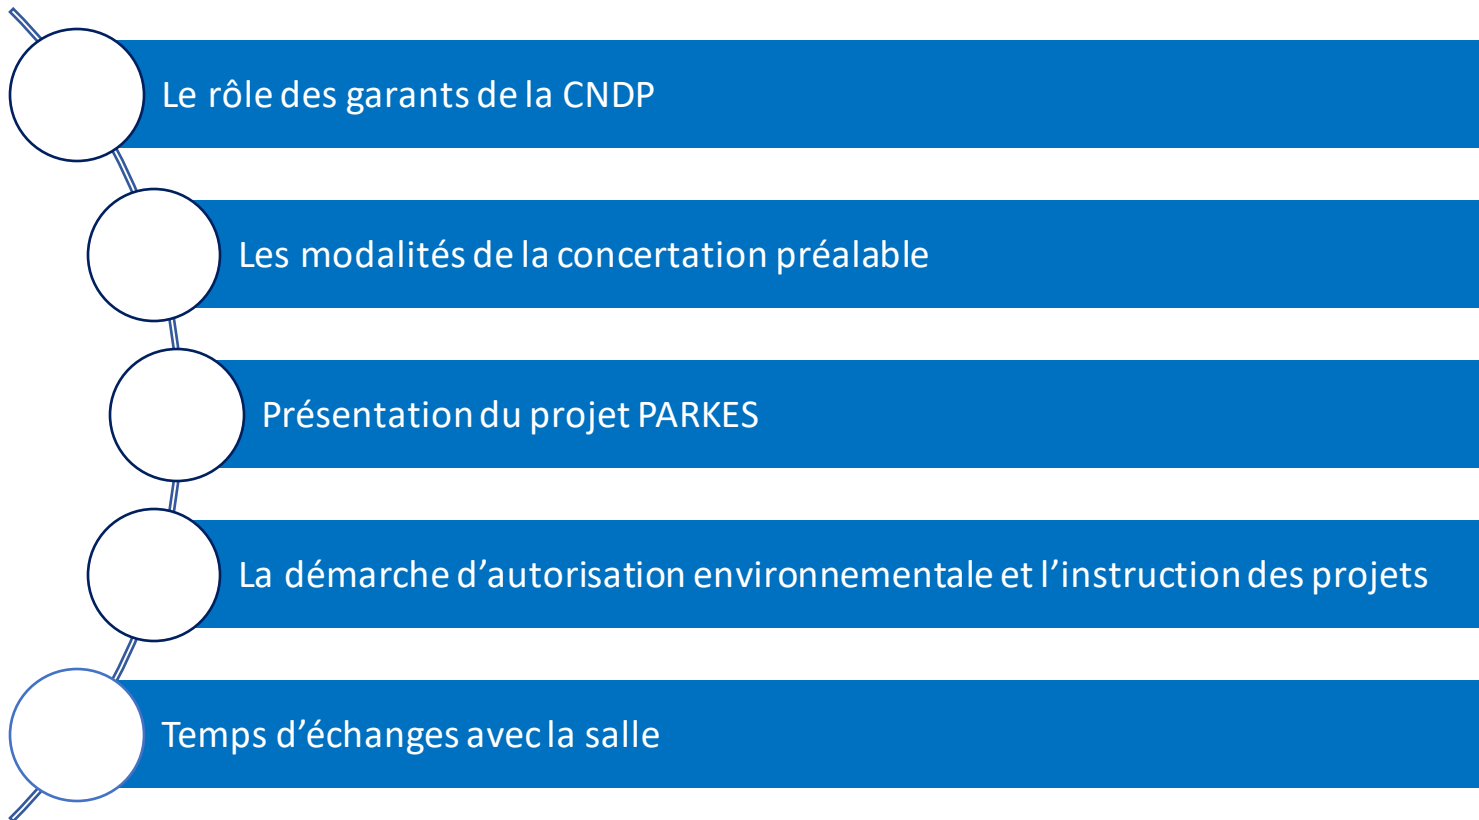 Le rôle des garants de la CNDP
Les modalités de la concertation préalable
Présentation du projet PARKES
La démarche d’autorisation environnementale et l’instruction des projets
Temps d’échanges avec la salle